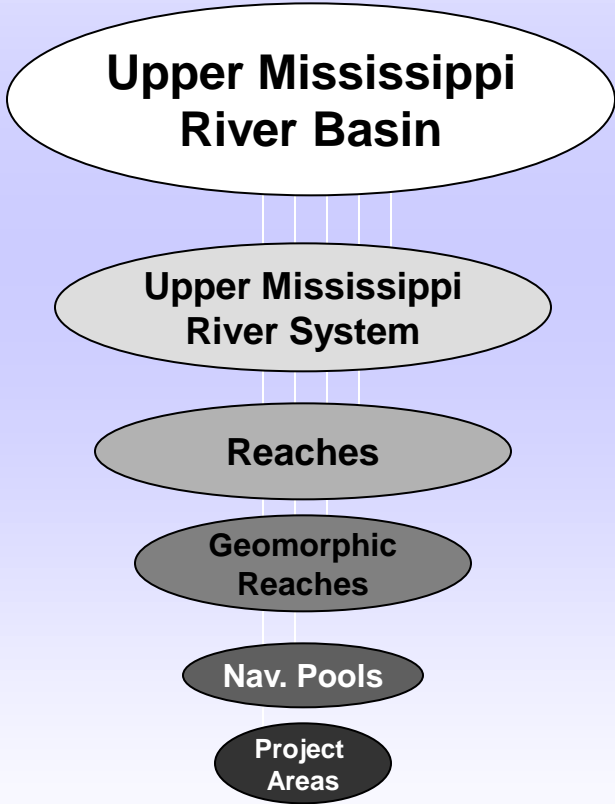 Upper Mississippi
River Basin
Upper Mississippi
River System
Reaches
Geomorphic
Reaches
Nav. Pools
Project
Areas